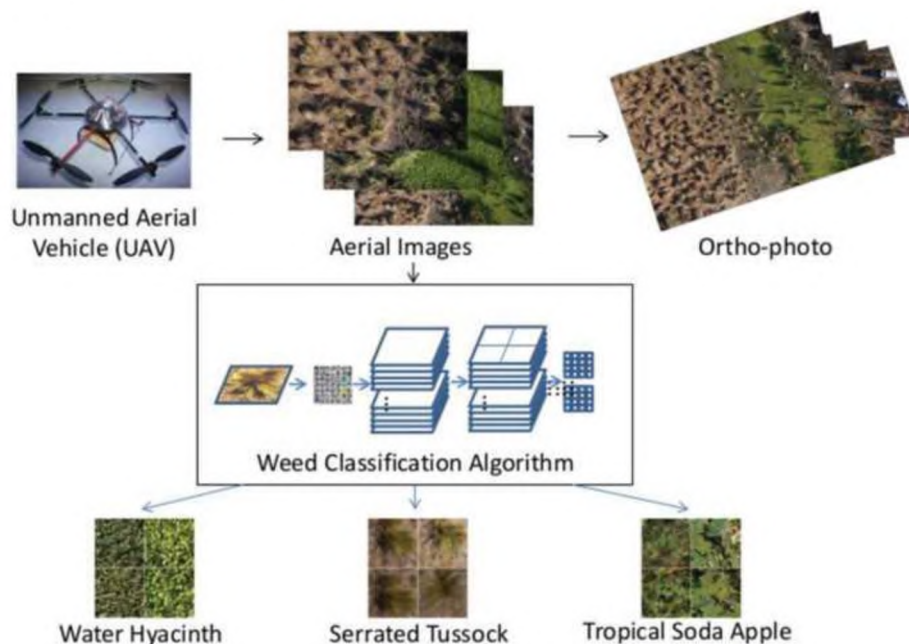 Unmanned Aerial
Vehicle (UAV)
Aerial Images
Ortho-photo
Weed Classification Algorithm
Water Hyacinth
Serrated Tussock
Tropical Soda Apple